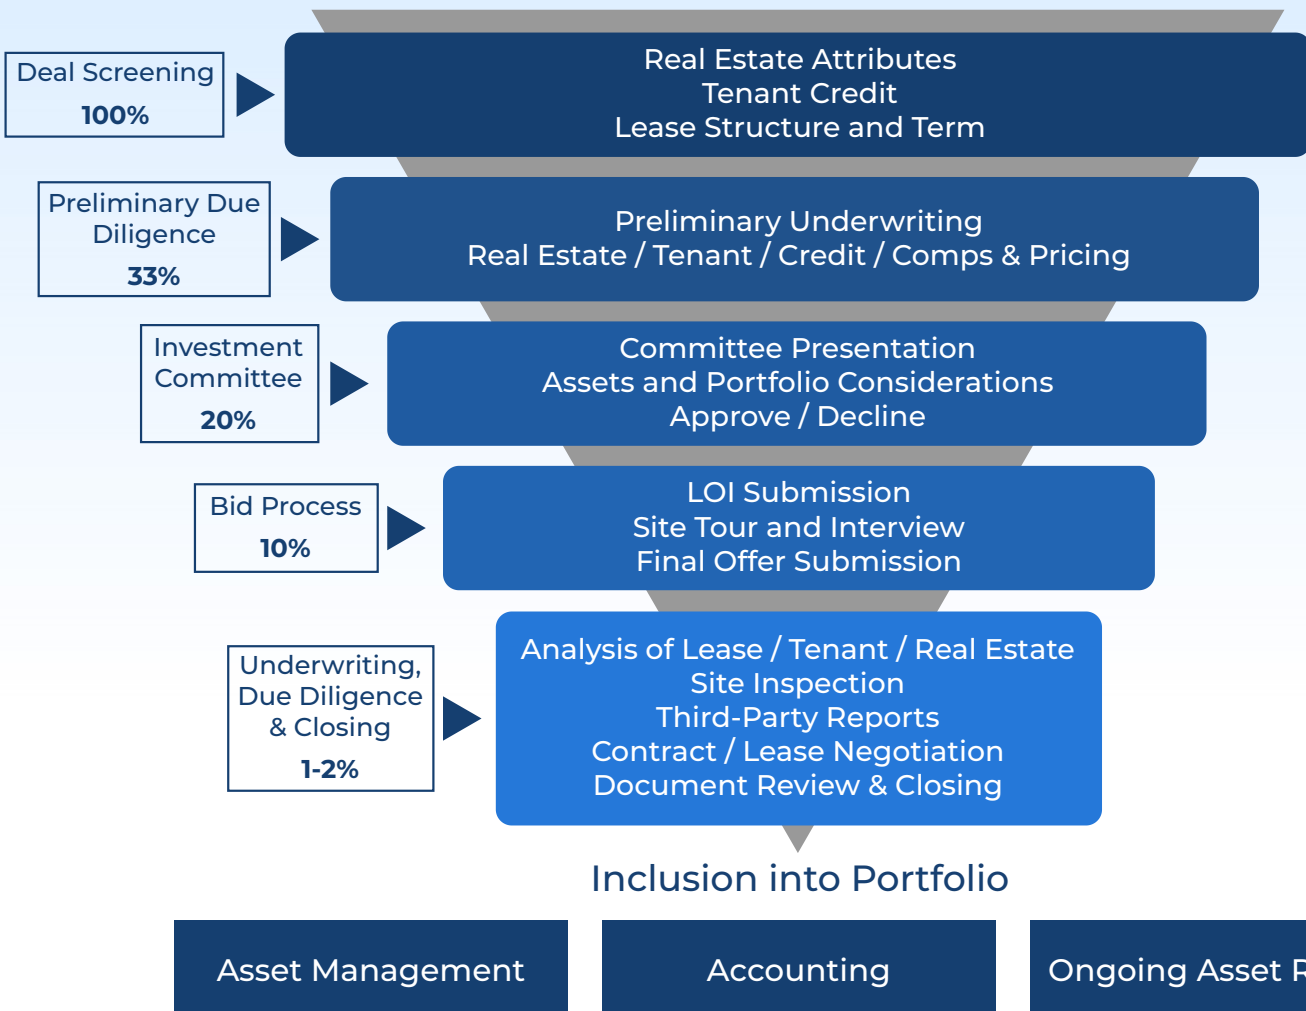 Deal Screening
100%
Real Estate Attributes
Tenant Credit
Lease Structure and Term
Preliminary Due
Diligence
33%
Preliminary Underwriting
Real Estate / Tenant / Credit / Comps & Pricing
Investment
Committee
20%
Committee Presentation
Assets and Portfolio Considerations
Approve / Decline
Bid Process
10%
LOI Submission
Site Tour and Interview
Final Offer Submission
Underwriting,
Due Diligence
& Closing
1-2%
Analysis of Lease / Tenant / Real Estate
Site Inspection
Third-Party Reports
Contract / Lease Negotiation
Document Review & Closing
Inclusion into Portfolio
Asset Management
Accounting
Ongoing Asset